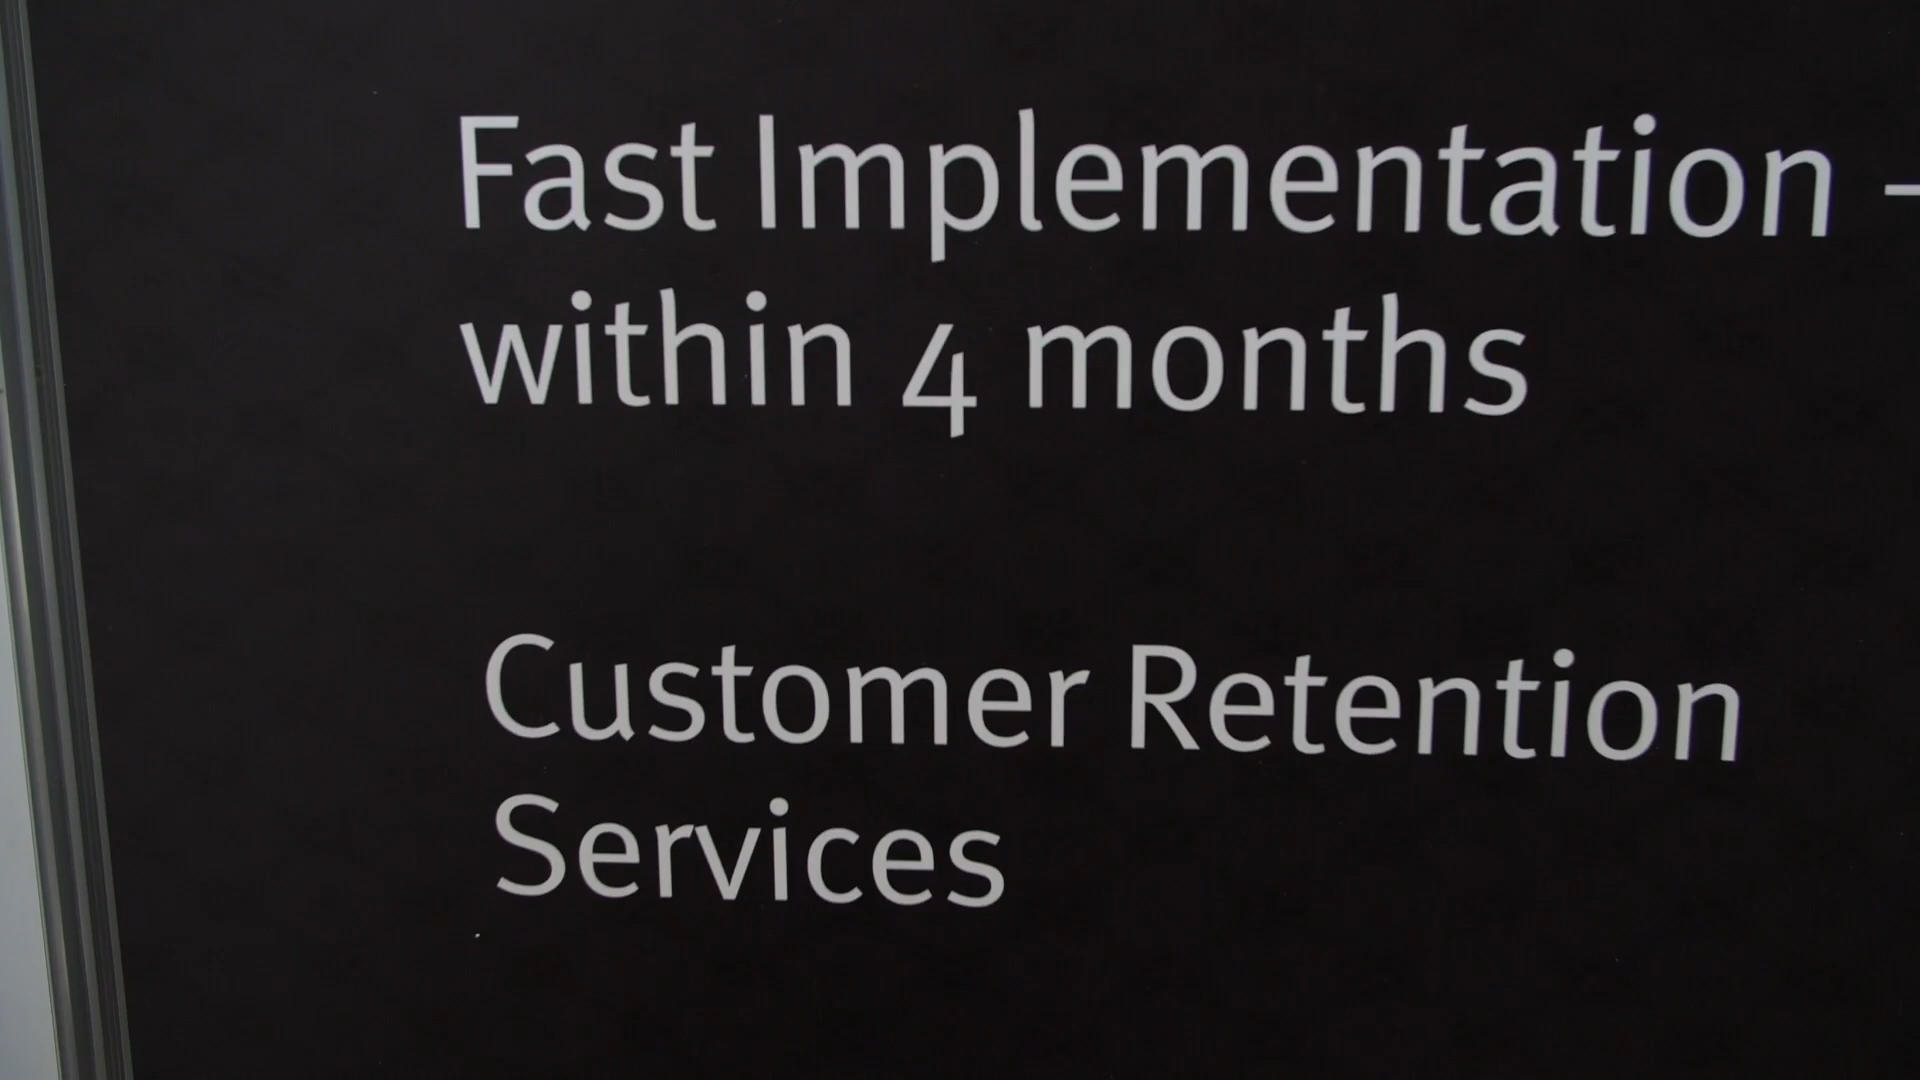 Fast Implementation –
within 4 months
Customer Retention
Services